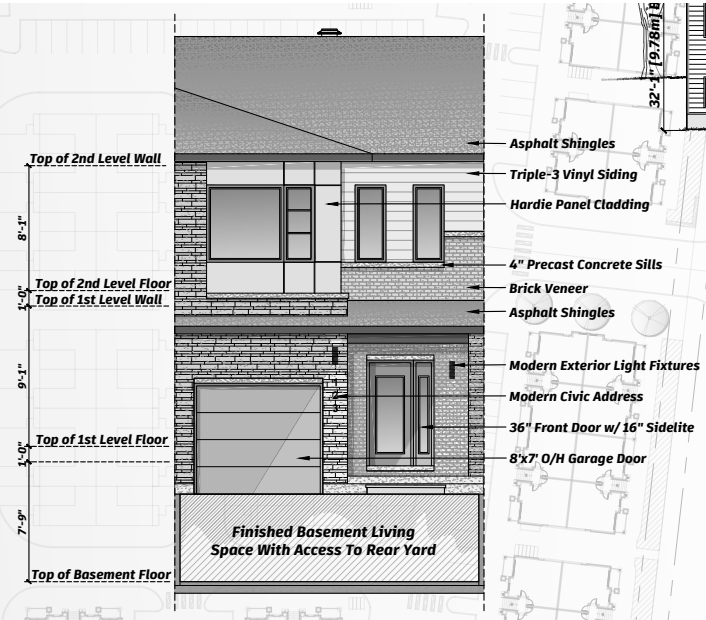 32'-1" [9.78m]
Asphalt Shingles
Top of 2nd Level Wall
Triple-3 Vinyl Siding
Hardie Panel Cladding
8'-1"
4" Precast Concrete Sills
Top of 2nd Level Floor
Brick Veneer
1'-0"
Top of 1st Level Wall
Asphalt Shingles
Modern Exterior Light Fixtures
9'-1"
Modern Civic Address
36" Front Door w/ 16" Sidelite
Top of 1st Level Floor
1'-0"
8'x7' O/H Garage Door
7'-9"
Finished Basement Living
Space With Access To Rear Yard
Top of Basement Floor